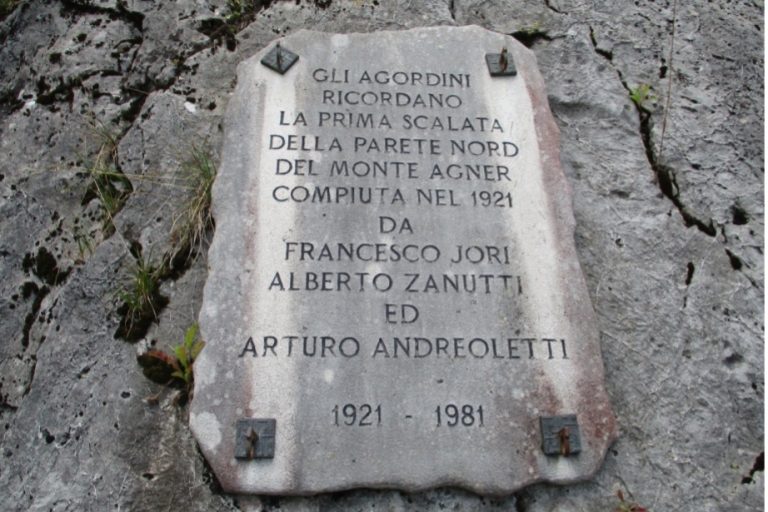 GLI AGORDINI
RICORDANO
LA PRIMA SCALATA
DELLA PARETE NORD
DEL MONTE AGNER
COMPIUTA NEL 1921
DA
FRANCESCO JORI
ALBERTO ZANUTTI
ED
ARTURO ANDREOLETTI
1921 - 1981